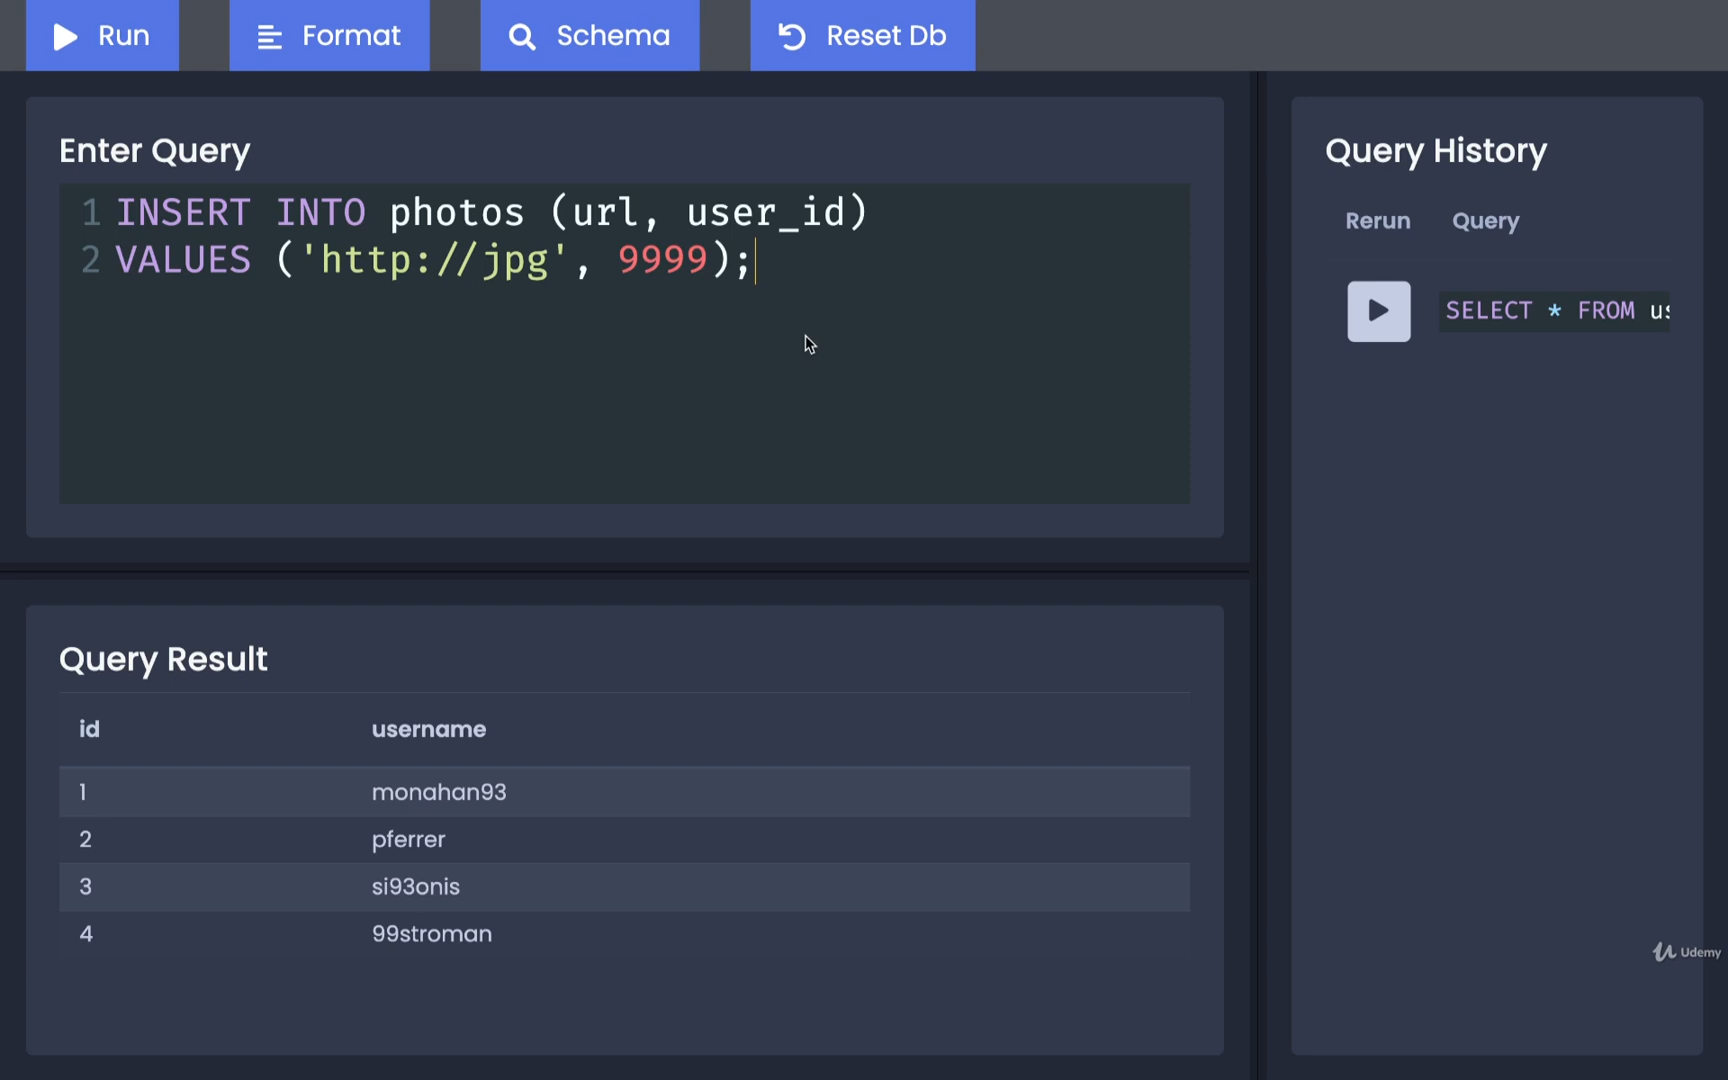 Run
Format
Schema
Reset Db
Enter Query
1 INSERT INTO photos (url, user_id)
2 VALUES ('http://jpg', 9999);
Query History
Rerun Query
SELECT * FROM us
Query Result
id username
1 monahan93
2 pferrer
3 si93onis
4 99stroman
Udemy